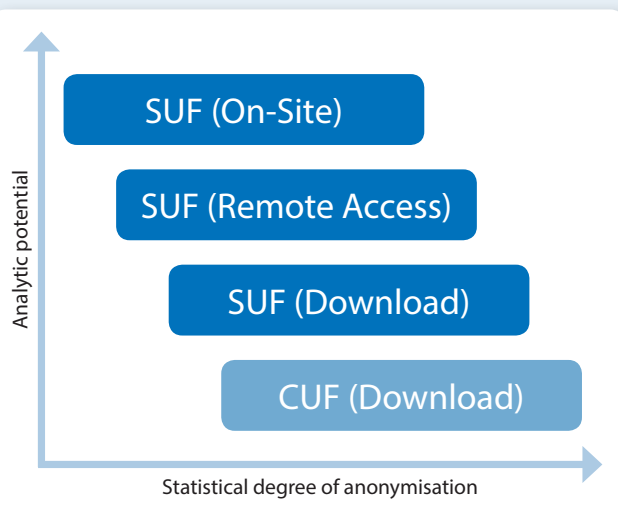 SUF (On-Site)
SUF (Remote Access)
SUF (Download)
CUF (Download)
Analytic potential
Statistical degree of anonymisation